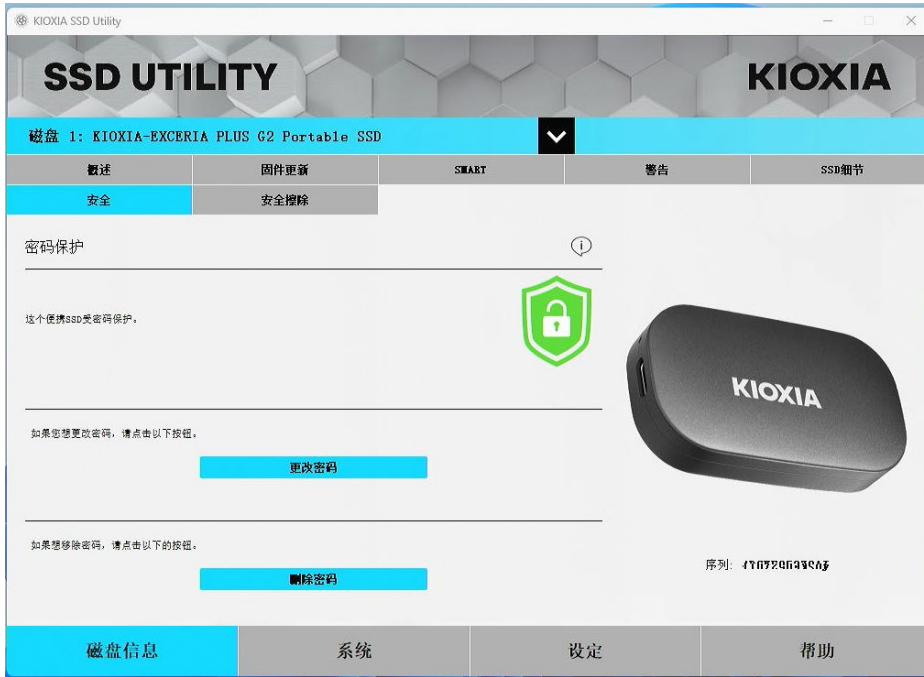 KIOXIA SSD Utility
SSD UTILITY
KIOXIA
磁盘 1: KIOXIA-EXCERIA PLUS G2 Portable SSD
概述
固件更新
SMART
警告
SSD细节
安全
安全擦除
密码保护
这个便携SSD受密码保护。
KIOXIA
如果您想更改密码，请点击以下按钮。
更改密码
如果想移除密码，请点击以下的按钮。
删除密码
序列:
磁盘信息
系统
设定
帮助